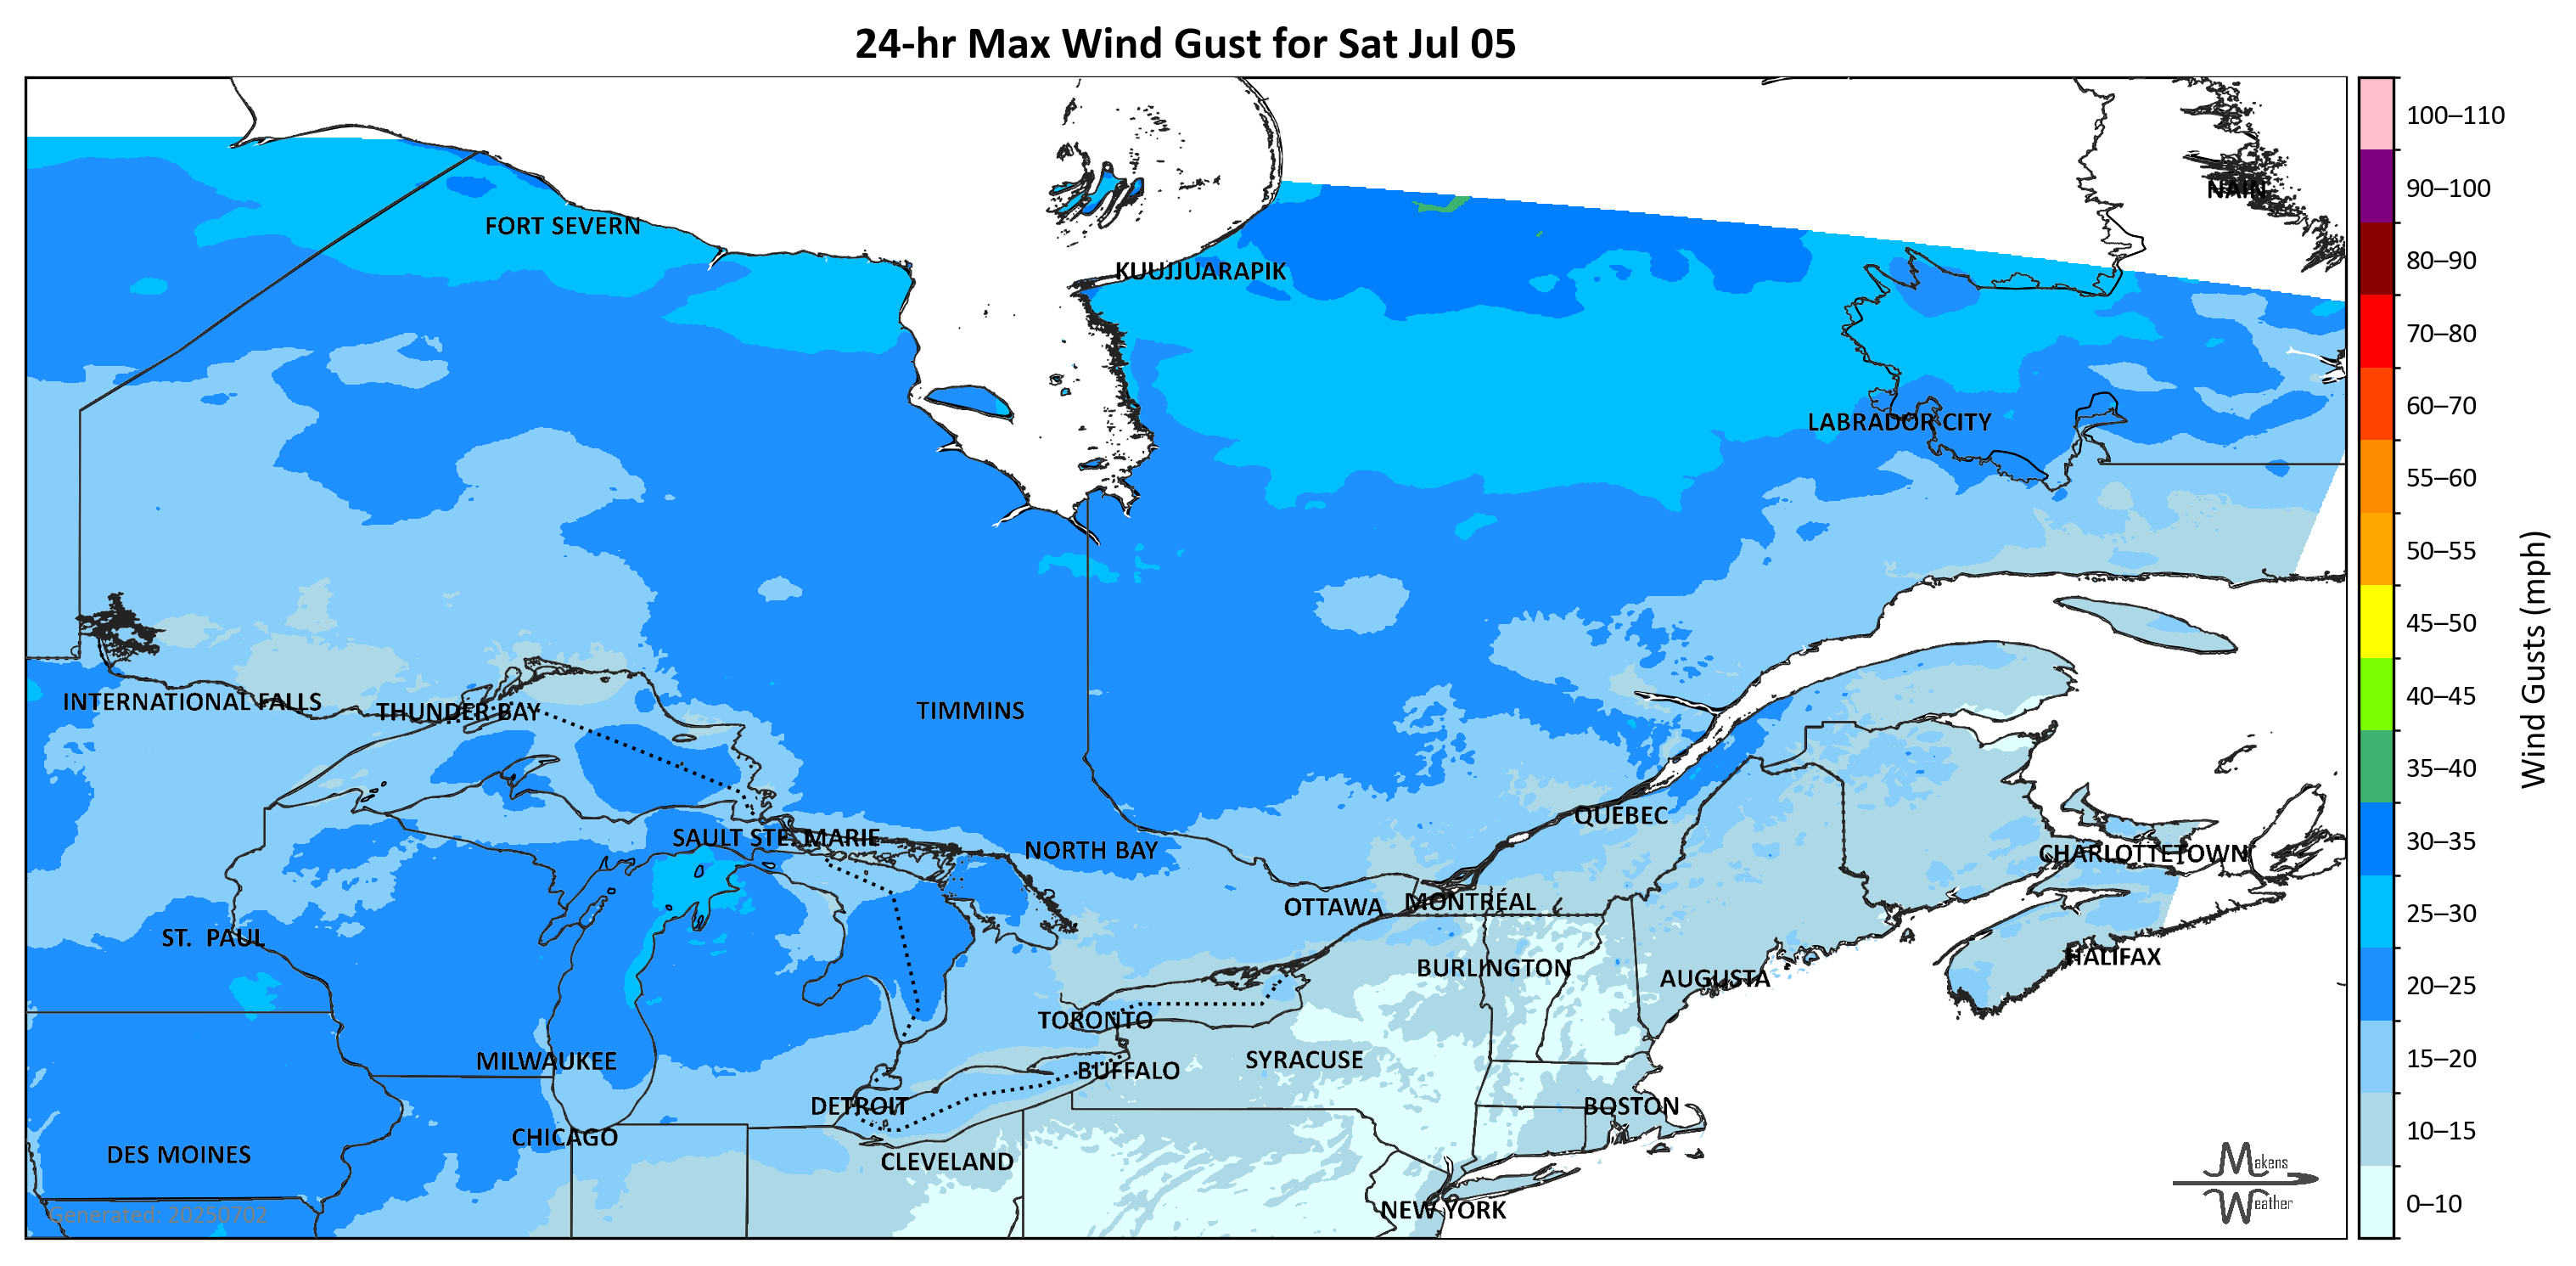 24-hr Max Wind Gust for Sat Jul 05
100–110
90–100
NAIN
FORT SEVERN
80–90
KUUJJUARAPIK
70–80
60–70
LABRADOR CITY
55–60
50–55
45–50
Wind Gusts (mph)
INTERNATIONAL FALLS
THUNDER BAY
TIMMINS
40–45
35–40
QUEBEC
SAULT STE. MARIE
NORTH BAY
CHARLOTTETOWN
30–35
OTTAWA
MONTRÉAL
25–30
ST. PAUL
HALIFAX
BURLINGTON
AUGUSTA
20–25
TORONTO
MILWAUKEE
SYRACUSE
15–20
BUFFALO
DETROIT
BOSTON
CHICAGO
10–15
DES MOINES
CLEVELAND
Makens
Weather
NEW YORK
0–10
Generated: 20250702